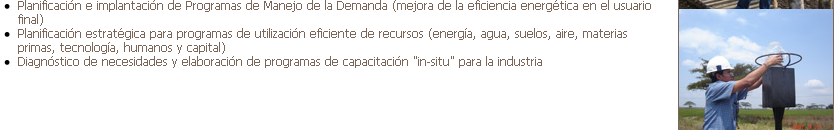 • Planificación e implantación de Programas de Manejo de la Demanda (mejora de la eficiencia energética en el usuario
final)
• Planificación estratégica para programas de utilización eficiente de recursos (energía, agua, suelos, aire, materias
primas, tecnología, humanos y capital)
• Diagnóstico de necesidades y elaboración de programas de capacitación "in-situ" para la industria